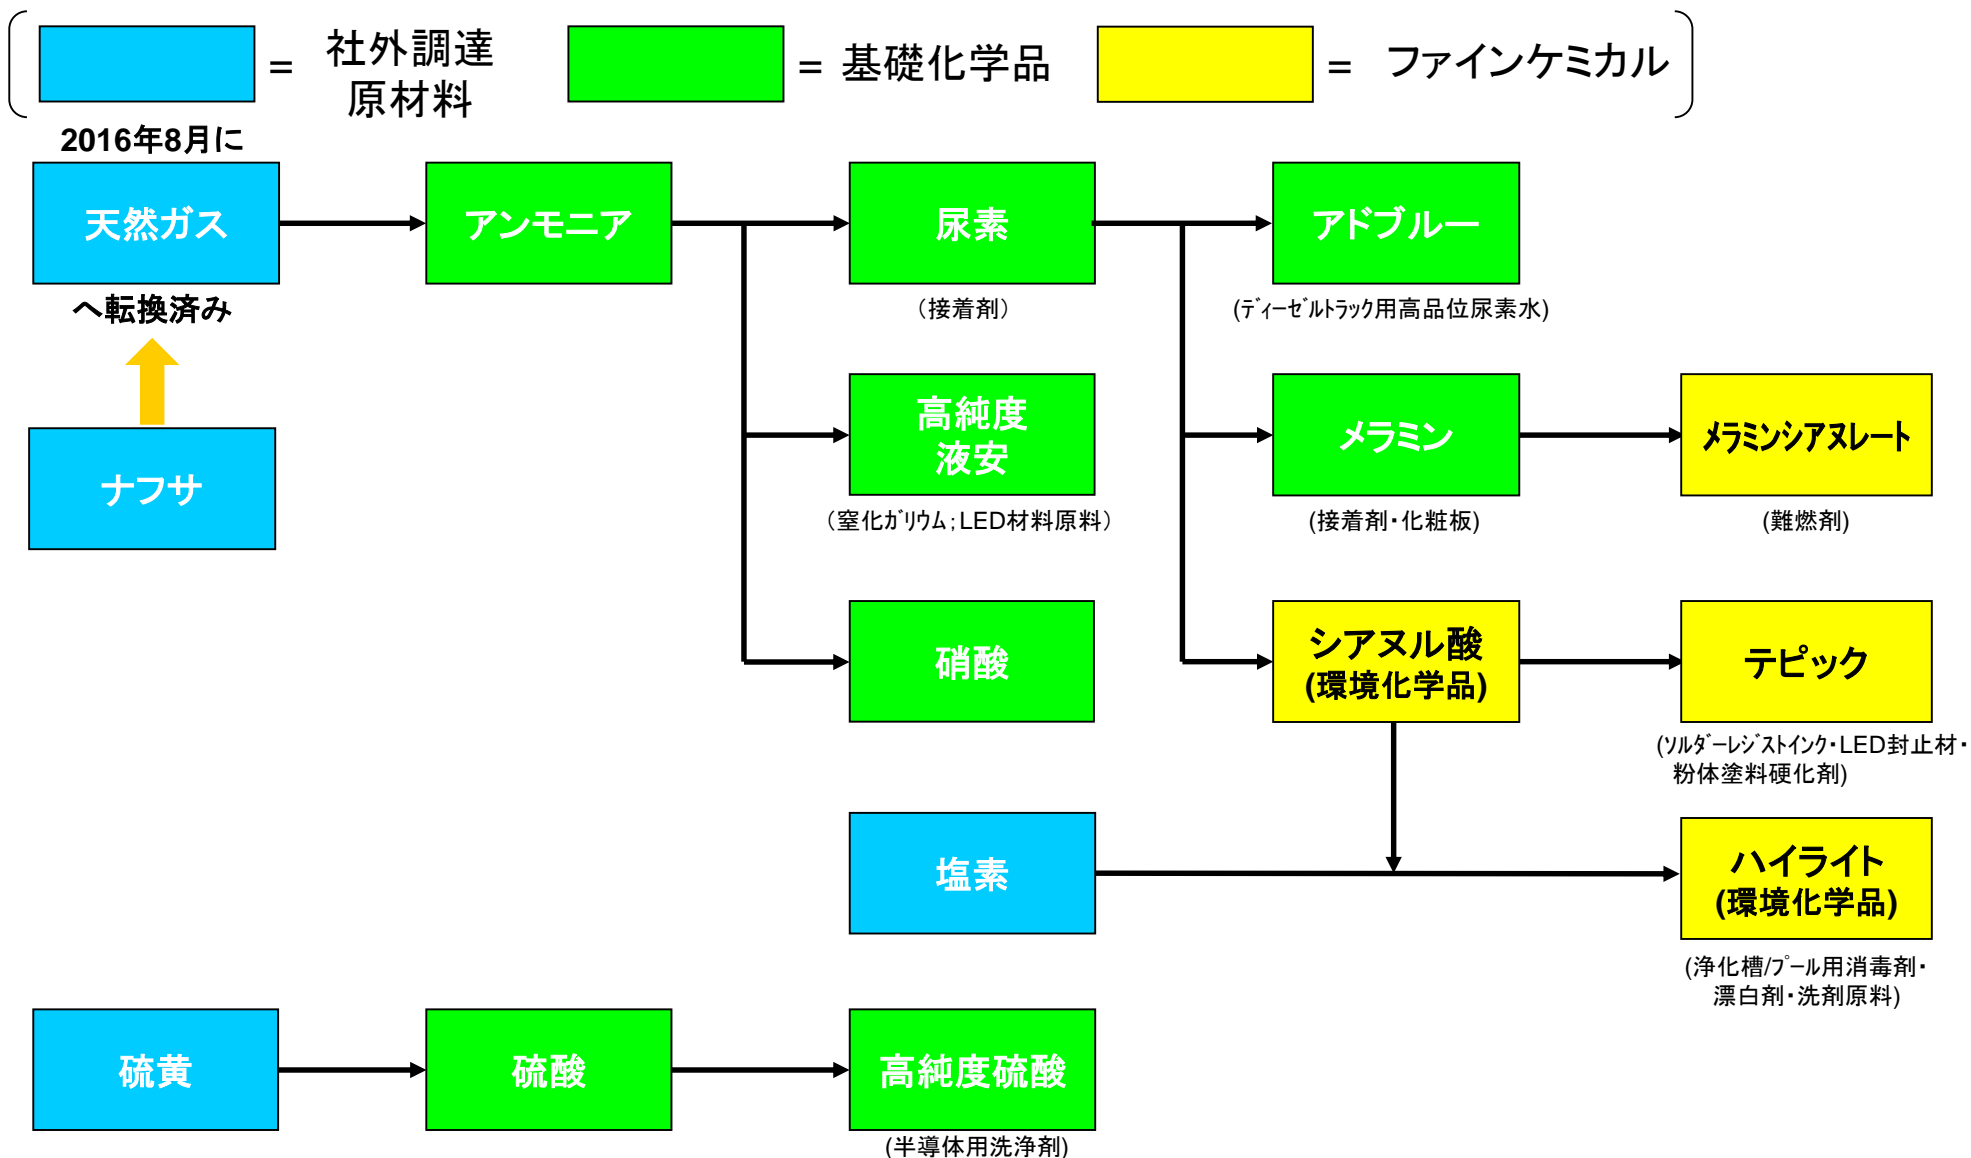 = 社外調達
原材料
= 基礎化学品
= ファインケミカル
2016年8月に
天然ガス
アンモニア
尿素
アドブルー
へ転換済み
（接着剤）
(ﾃﾞｨｰｾﾞﾙﾄﾗｯｸ用高品位尿素水)
ナフサ
高純度
液安
メラミン
メラミンシアヌレート
（窒化ｶﾞﾘｳﾑ；LED材料原料）
(接着剤・化粧板)
(難燃剤)
硝酸
シアヌル酸
(環境化学品)
テピック
(ｿﾙﾀﾞｰﾚｼﾞｽﾄｲﾝｸ・LED封止材・
粉体塗料硬化剤)
塩素
ハイライト
(環境化学品)
(浄化槽/ﾌﾟｰﾙ用消毒剤・
漂白剤・洗剤原料)
硫黄
硫酸
高純度硫酸
(半導体用洗浄剤)